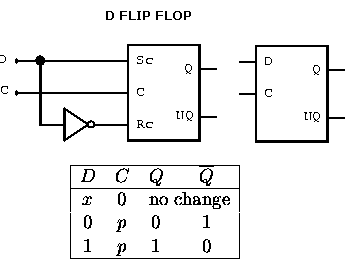 D FLIP FLOP
D Sc Q D Q
C C C
Rc UQ UQ
D C Q Q̅
x 0 no change
0 p 0 1
1 p 1 0